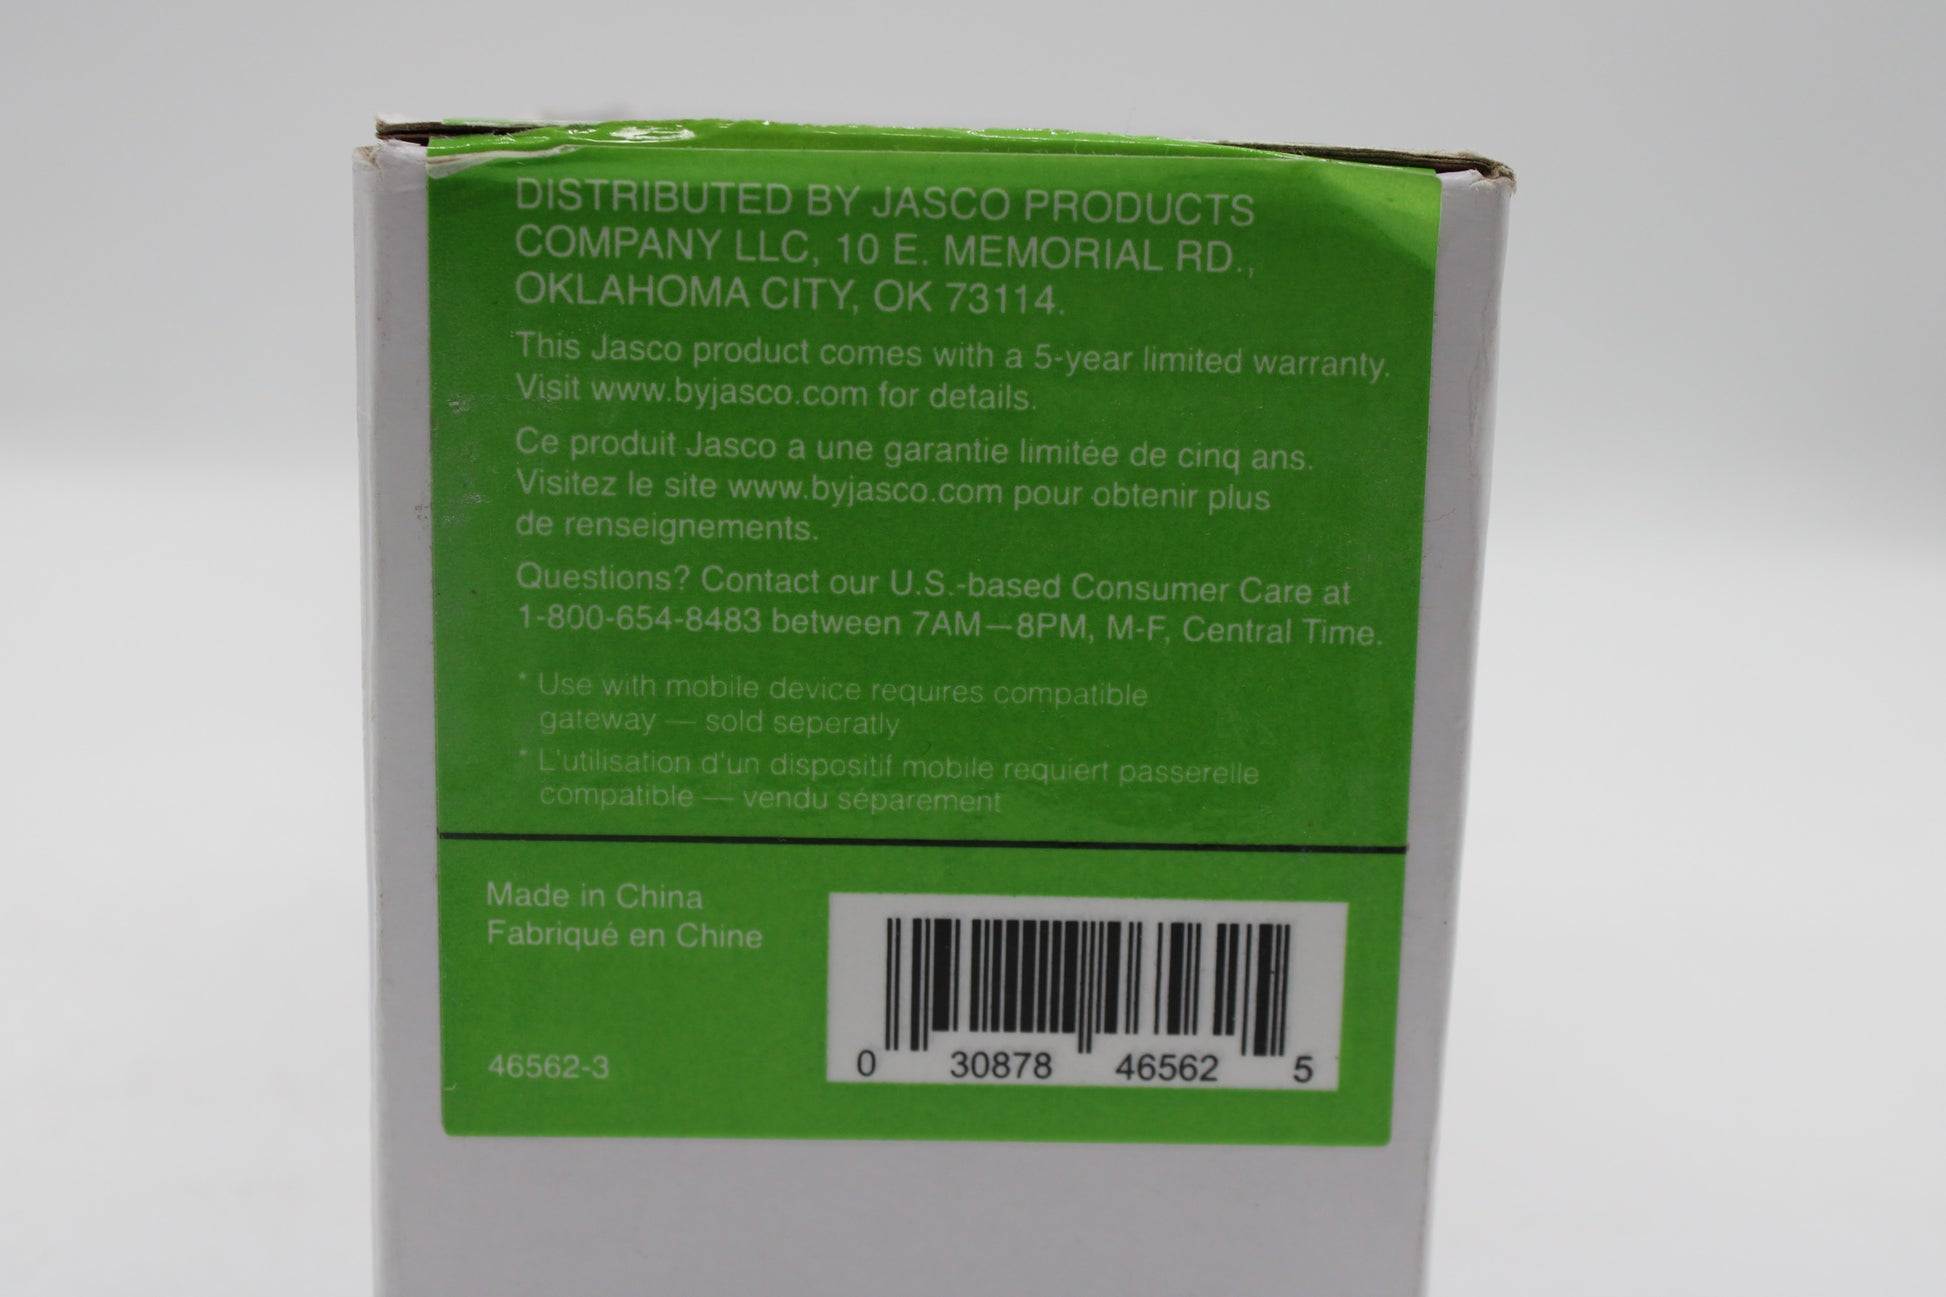 DISTRIBUTED BY JASCO PRODUCTS
COMPANY LLC, 10 E. MEMORIAL RD.,
OKLAHOMA CITY, OK 73114.
This Jasco product comes with a 5-year limited warranty.
Visit www.byjasco.com for details.
Ce produit Jasco a une garantie limitée de cinq ans.
Visitez le site www.byjasco.com pour obtenir plus
de renseignements.
Questions? Contact our U.S.-based Consumer Care at
1-800-654-8483 between 7AM—8PM, M-F, Central Time.
* Use with mobile device requires compatible
gateway — sold seperatly
* L'utilisation d'un dispositif mobile requiert passerelle
compatible — vendu séparement
Made in China
Fabriqué en Chine
46562-3
0 30878 46562 5